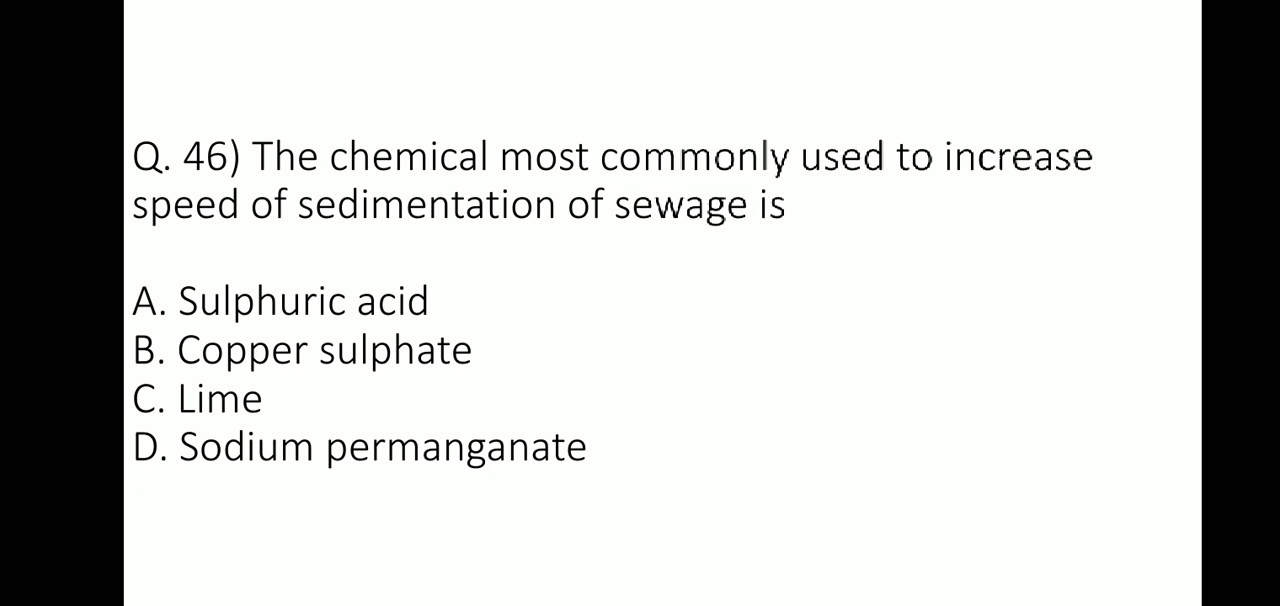 Q. 46) The chemical most commonly used to increase
speed of sedimentation of sewage is
A. Sulphuric acid
B. Copper sulphate
C. Lime
D. Sodium permanganate